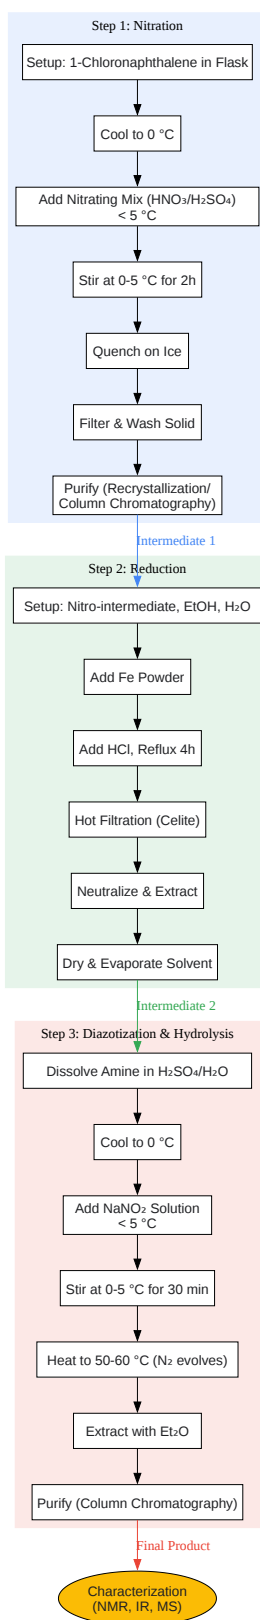 Step 1: Nitration
Setup: 1-Chloronaphthalene in Flask
Cool to 0 °C
Add Nitrating Mix (HNO₃/H₂SO₄)
< 5 °C
Stir at 0-5 °C for 2h
Quench on Ice
Filter & Wash Solid
Purify (Recrystallization/
Column Chromatography)
Intermediate 1
Step 2: Reduction
Setup: Nitro-intermediate, EtOH, H₂O
Add Fe Powder
Add HCl, Reflux 4h
Hot Filtration (Celite)
Neutralize & Extract
Dry & Evaporate Solvent
Intermediate 2
Step 3: Diazotization & Hydrolysis
Dissolve Amine in H₂SO₄/H₂O
Cool to 0 °C
Add NaNO₂ Solution
< 5 °C
Stir at 0-5 °C for 30 min
Heat to 50-60 °C (N₂ evolves)
Extract with Et₂O
Purify (Column Chromatography)
Final Product
Characterization
(NMR, IR, MS)